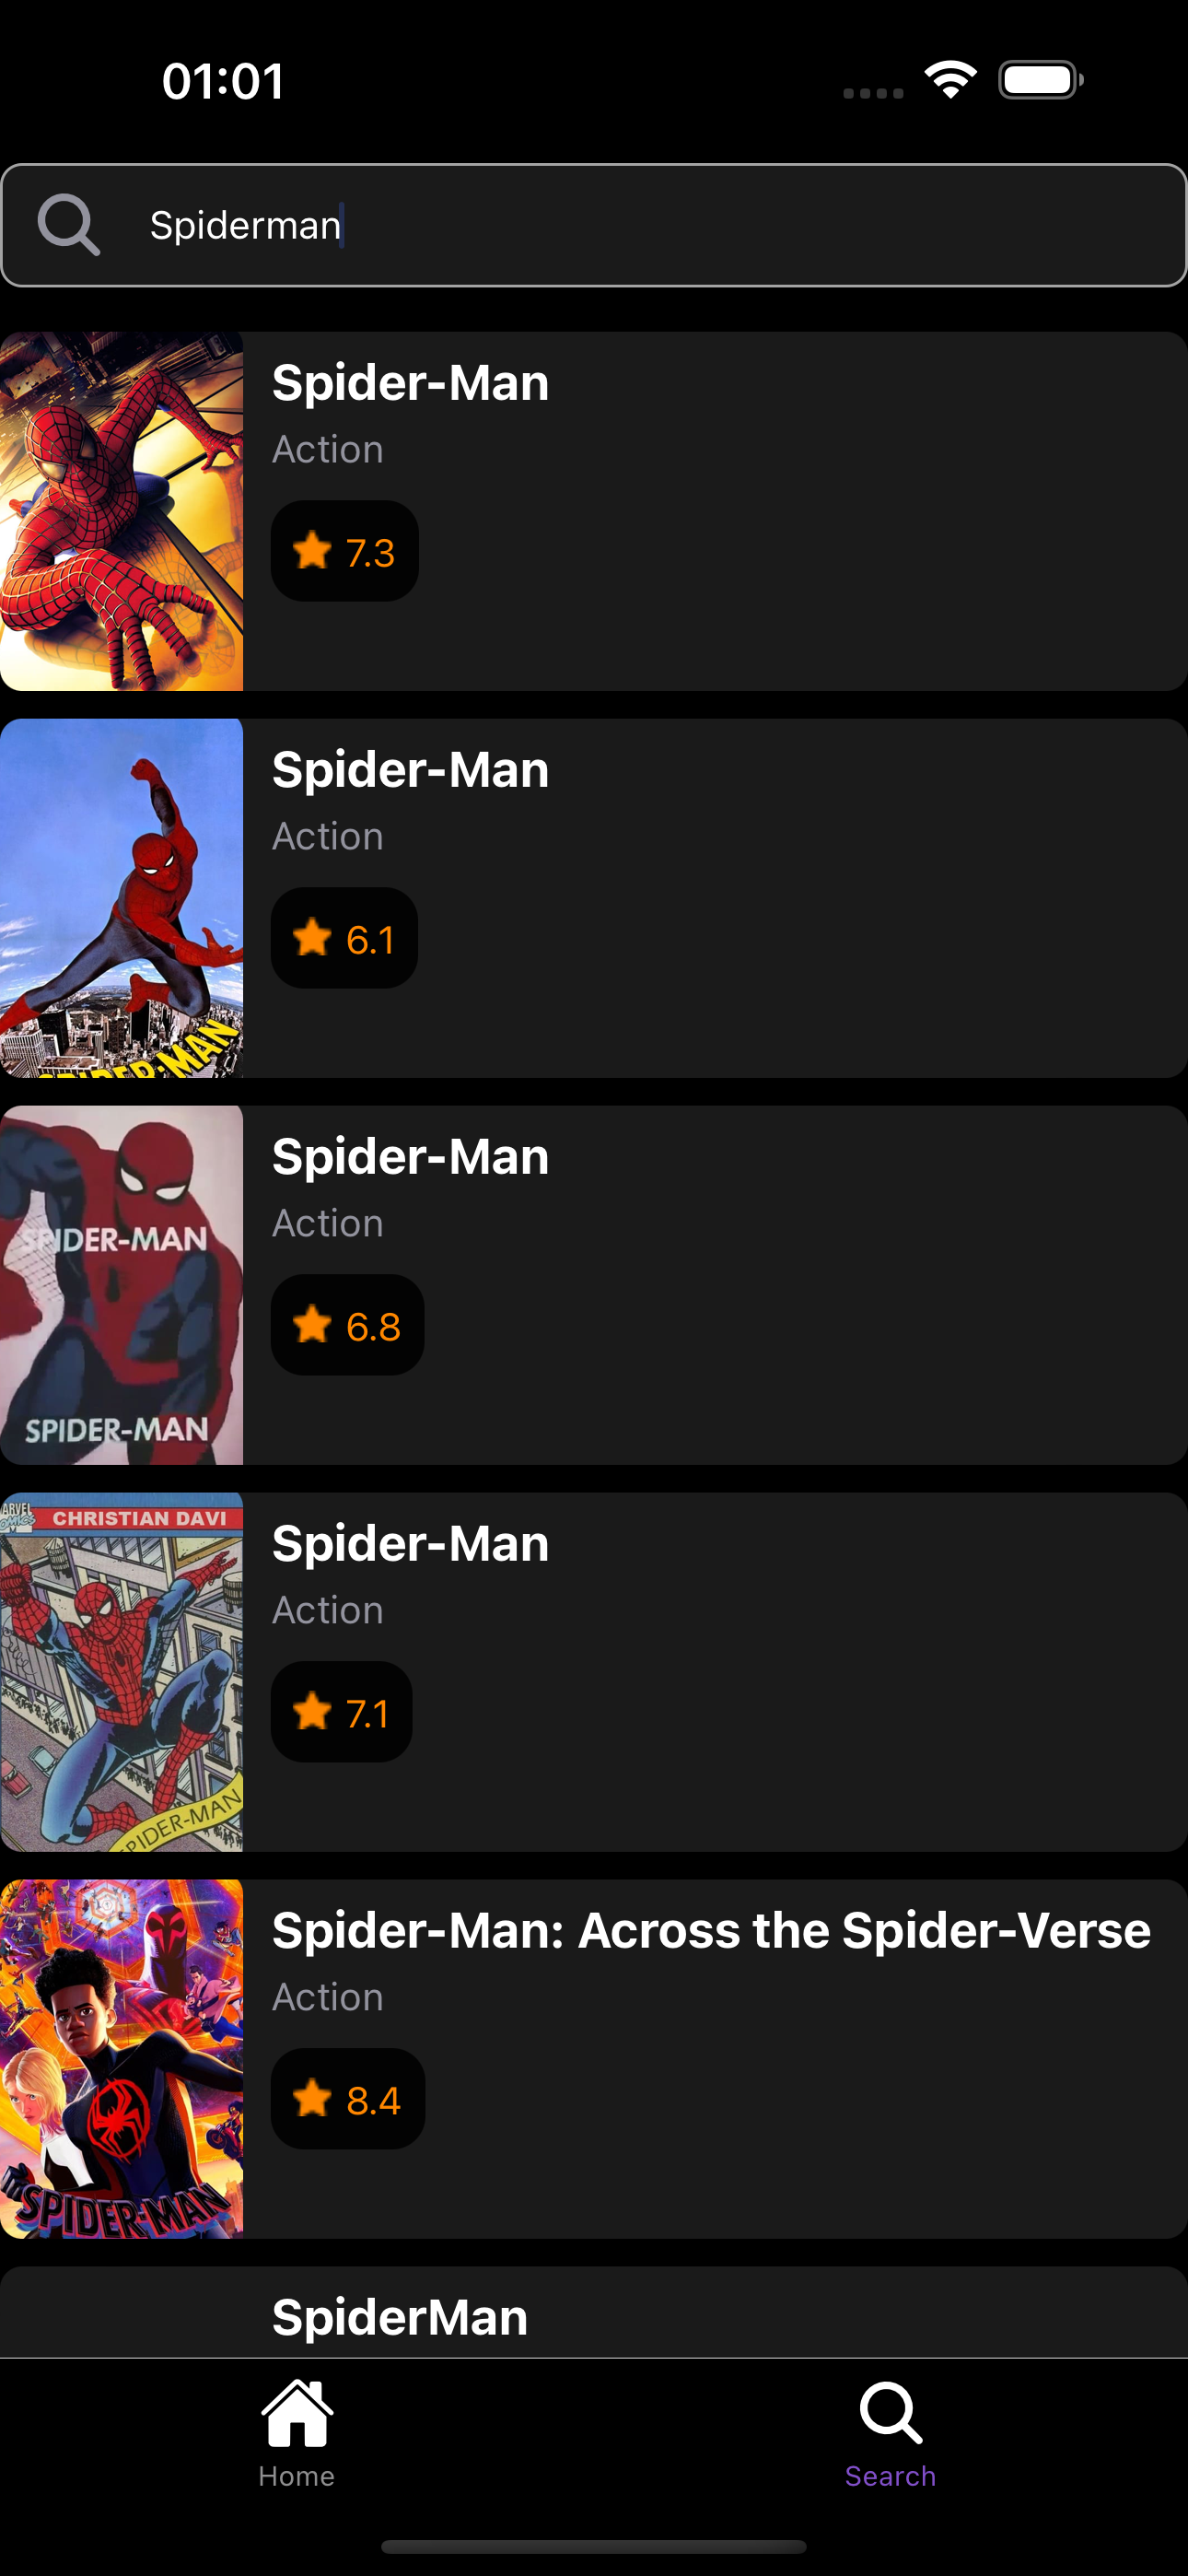 01:01
Spiderman
Spider-Man
Action
7.3
Spider-Man
Action
6.1
SPIDER-MAN
Spider-Man
Action
6.8
SPIDER-MAN
SPIDER-MAN
Spider-Man
Action
7.1
MARVEL
COMICS
CHRISTIAN DAVI
SPIDER-MAN
Spider-Man: Across the Spider-Verse
Action
8.4
SPIDER-MAN
SpiderMan
Home
Search